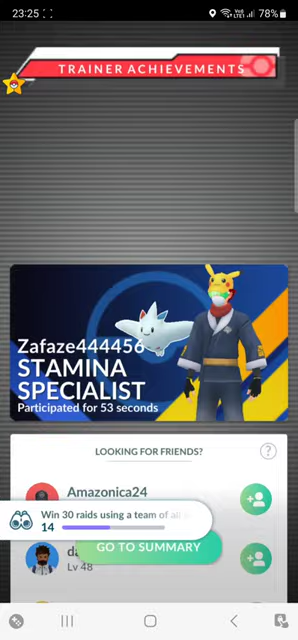 23:25
78%
TRAINER ACHIEVEMENTS
Zafaze444456
STAMINA
SPECIALIST
Participated for 53 seconds
LOOKING FOR FRIENDS?
?
Amazonica24
Win 30 raids using a team of all
14
GO TO SUMMARY
Lv 48